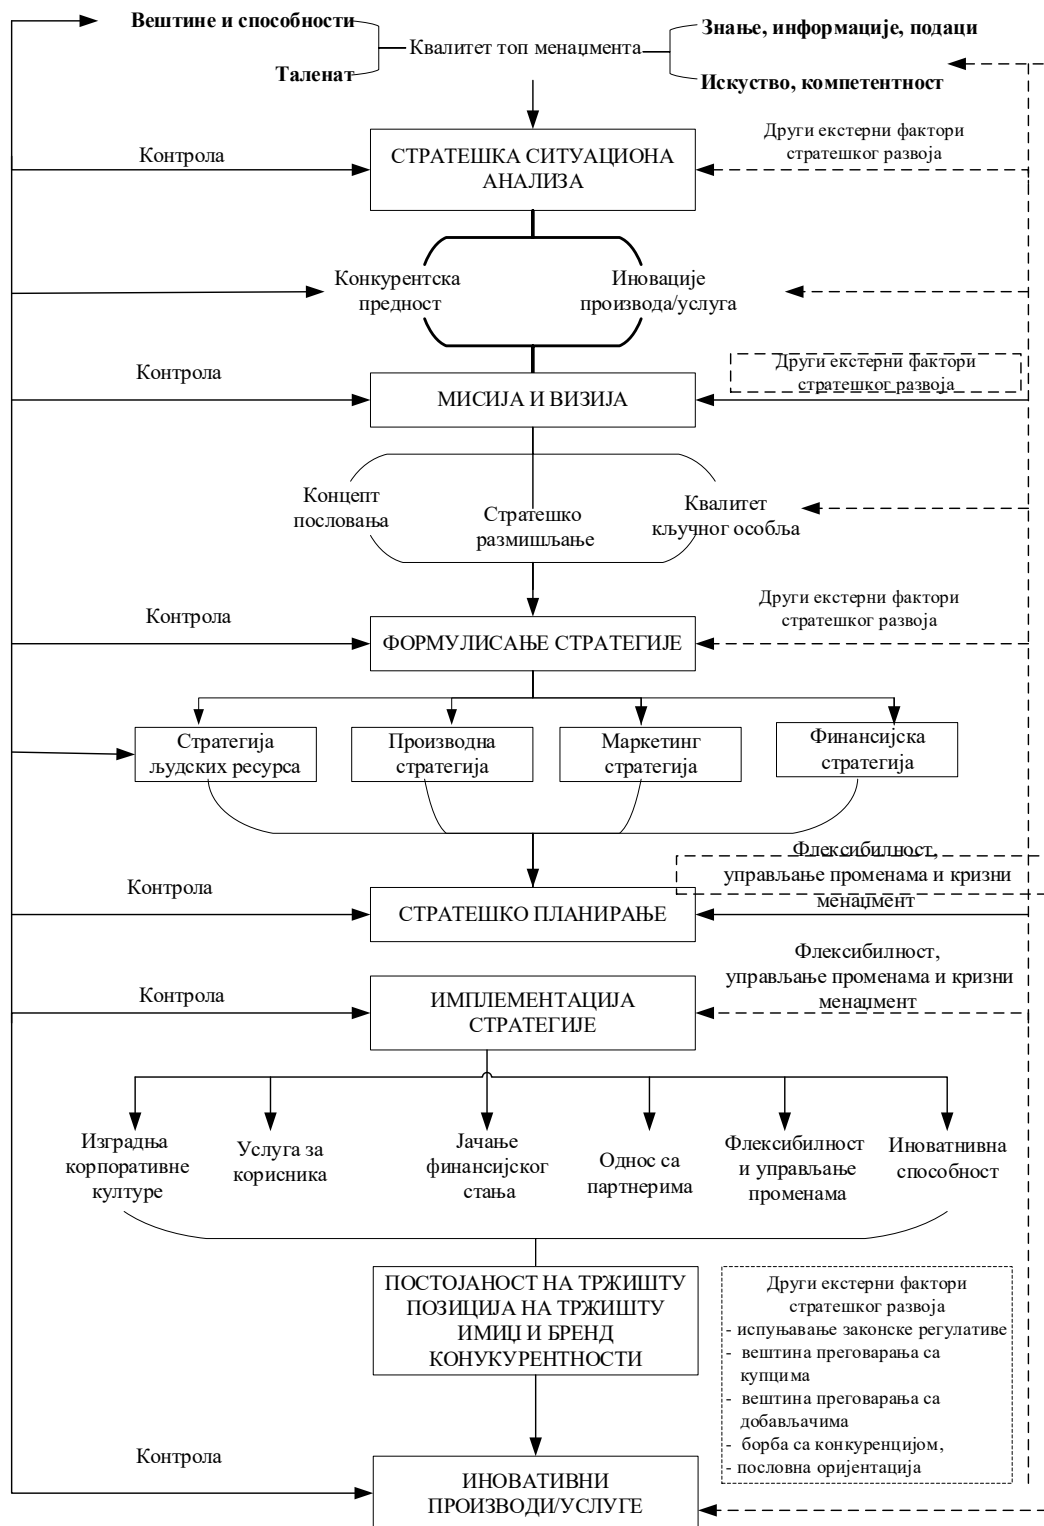 Вештине и способности
Знање, информације, подаци
Квалитет топ менаџмента
Таленат
Искуство, компетентност
Контрола
СТРАТЕШКА СИТУАЦИОНА
АНАЛИЗА
Други екстерни фактори
стратешког развоја
Конкурентска
предност
Иновације
производа/услуга
Контрола
МИСИЈА И ВИЗИЈА
Други екстерни фактори
стратешког развоја
Концепт
пословања
Стратешко
размишљање
Квалитет
кључног особља
Контрола
ФОРМУЛИСАЊЕ СТРАТЕГИЈЕ
Други екстерни фактори
стратешког развоја
Стратегија
људских ресурса
Производна
стратегија
Маркетинг
стратегија
Финансијска
стратегија
Контрола
СТРАТЕШКО ПЛАНИРАЊЕ
Флексибилност,
управљање променама и кризни
менаџмент
Контрола
ИМПЛЕМЕНТАЦИЈА
СТРАТЕГИЈЕ
Флексибилност,
управљање променама и кризни
менаџмент
Изградња
корпоративне
културе
Услуга за
корисника
Јачање
финансијског
стања
Однос са
партнерима
Флексибилност
и управљање
променама
Иноватнивна
способност
ПОСТОЈАНОСТ НА ТРЖИШТУ
ПОЗИЦИЈА НА ТРЖИШТУ
ИМИЏ И БРЕНД
КОНУКУРЕНТНОСТИ
Други екстерни фактори
стратешког развоја
- испуњавање законске регулативе
- вештина преговарања са
купцима
- вештина преговарања са
добављачима
- борба са конкуренцијом,
- пословна оријентација
Контрола
ИНОВАТИВНИ
ПРОИЗВОДИ/УСЛУГЕ